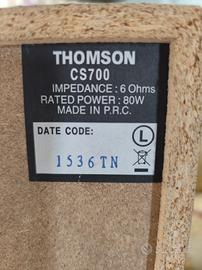 THOMSON
CS700
IMPEDANCE : 6 Ohms
RATED POWER : 80W
MADE IN P.R.C.
DATE CODE:
L
1536TN